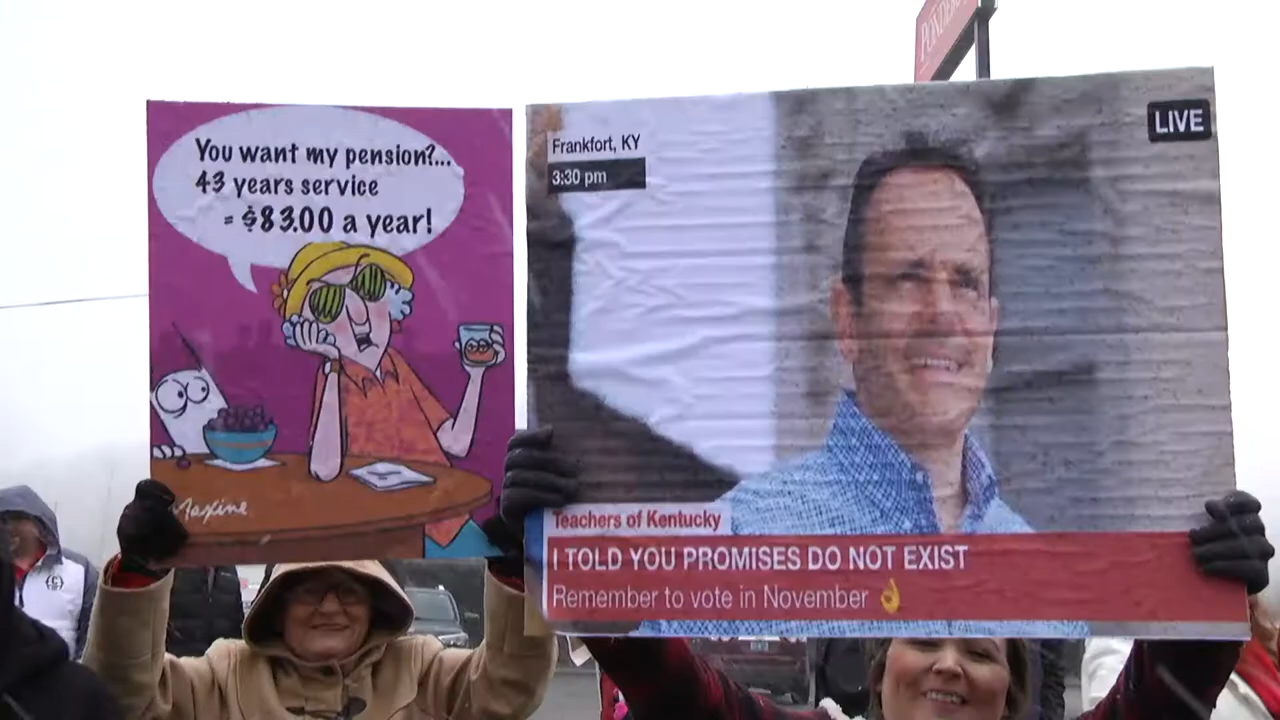 You want my pension?...
43 years service
= $83.00 a year!
Maxine
Frankfort, KY
3:30 pm
LIVE
Teachers of Kentucky
I TOLD YOU PROMISES DO NOT EXIST
Remember to vote in November 👌